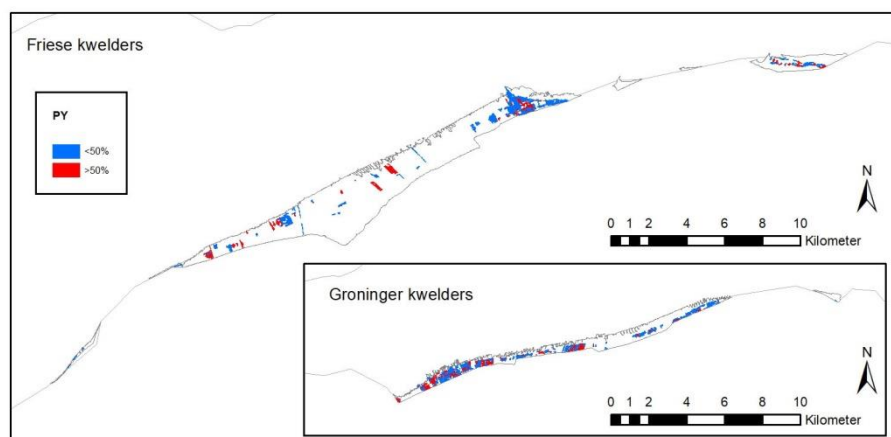 Friese kwelders
PY
<50%
>50%
N
0 1 2 4 6 8 10
Kilometer
Groninger kwelders
N
0 1 2 4 6 8 10
Kilometer